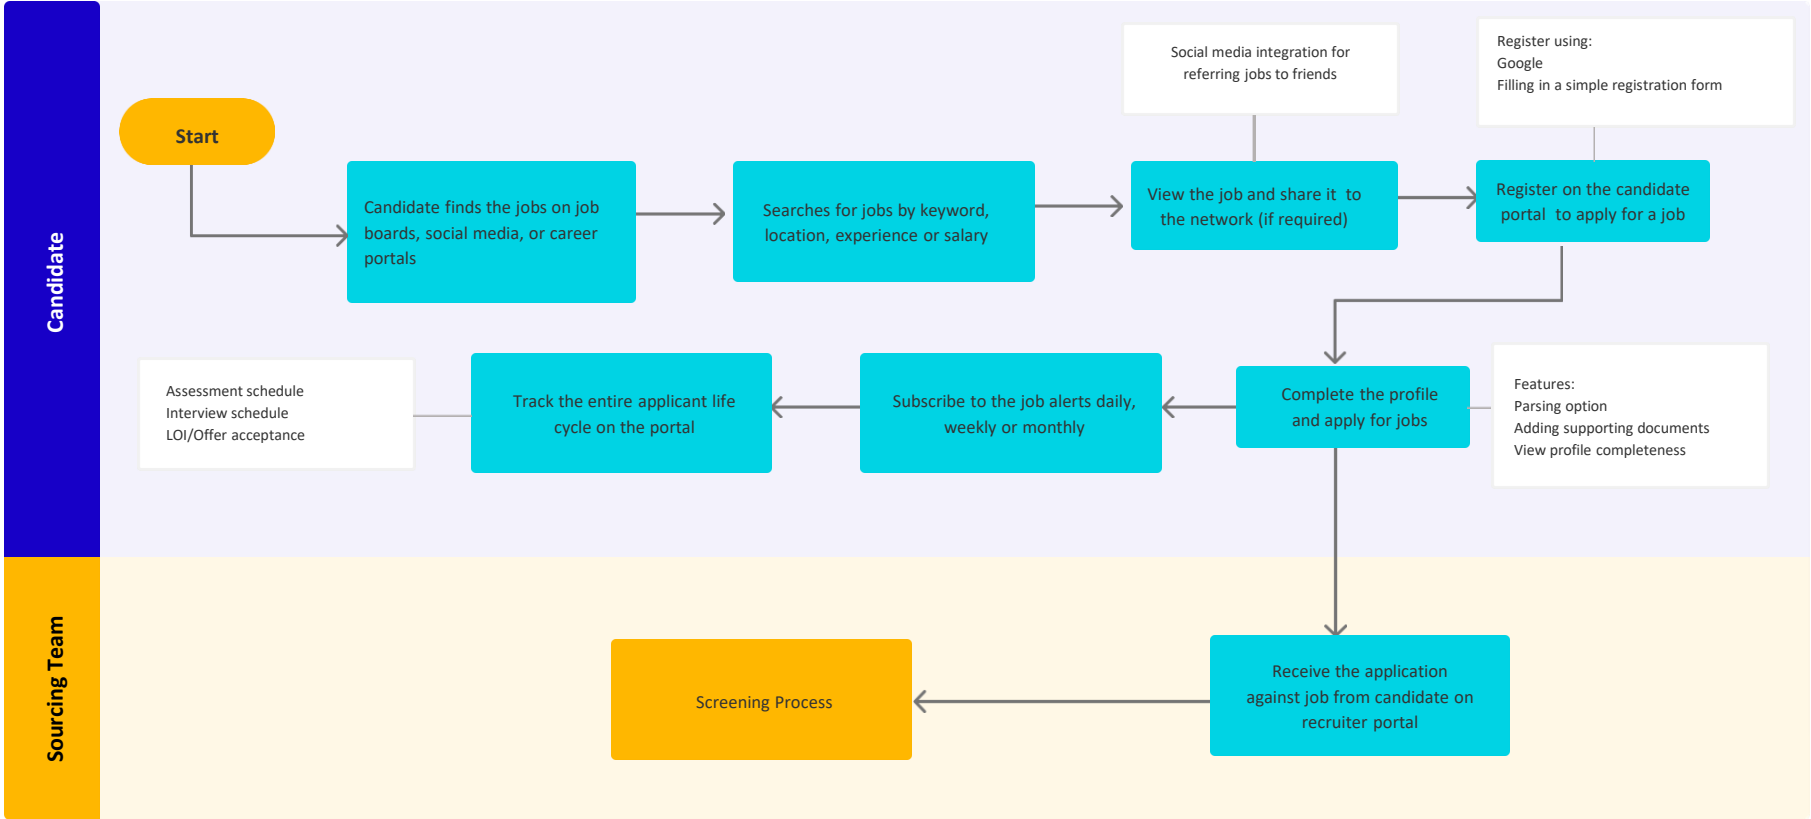 Candidate
Start
Candidate finds the jobs on job
boards, social media, or career
portals
Searches for jobs by keyword,
location, experience or salary
Social media integration for
referring jobs to friends
View the job and share it  to
the network (if required)
Register using:
Google
Filling in a simple registration form
Register on the candidate
portal  to apply for a job
Features:
Parsing option
Adding supporting documents
View profile completeness
Complete the profile
and apply for jobs
Subscribe to the job alerts daily,
weekly or monthly
Track the entire applicant life
cycle on the portal
Assessment schedule
Interview schedule
LOI/Offer acceptance
Sourcing Team
Receive the application
against job from candidate on
recruiter portal
Screening Process